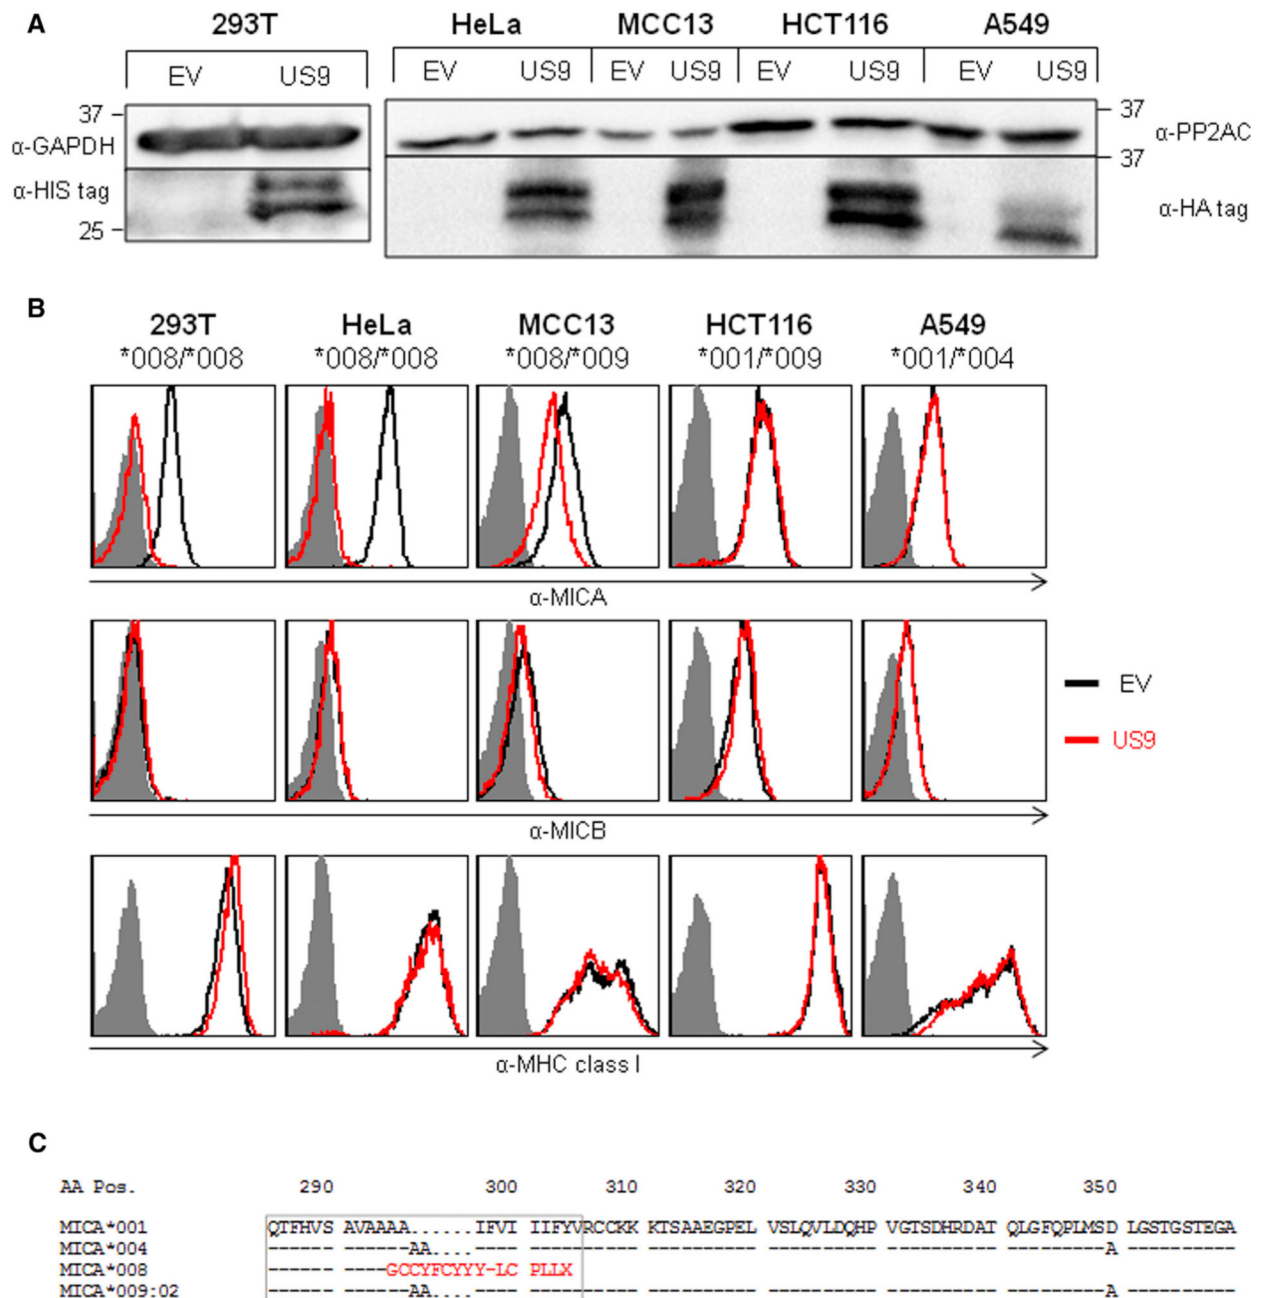 A
293T HeLa MCC13 HCT116 A549
EV US9 EV US9 EV US9 EV US9 EV US9
37
37
α-GAPDH
α-PP2AC
37
α-HIS tag
α-HA tag
25
B
293T HeLa MCC13 HCT116 A549
*008/*008 *008/*008 *008/*009 *001/*009 *001/*004
α-MICA
EV
US9
α-MICB
α-MHC class I
C
AA Pos. 290 300 310 320 330 340 350
MICA*001 QTFHVS AVAAAAA......IFVI IIFYVRCCKK KTSAAEGPEL VSLQVLDQHP VGTSDHRDAT QLGFQPLMSD LGSTGSTEGA
MICA*004 ------ ------AA....---- ---------- ---------- ---------- ---------- ---------A ----------
MICA*008 ------ ----GCCYFCYYY-LC PLLX
MICA*009:02 ------ ------AA....---- ---------- ---------- ---------- ---------- ---------A ----------